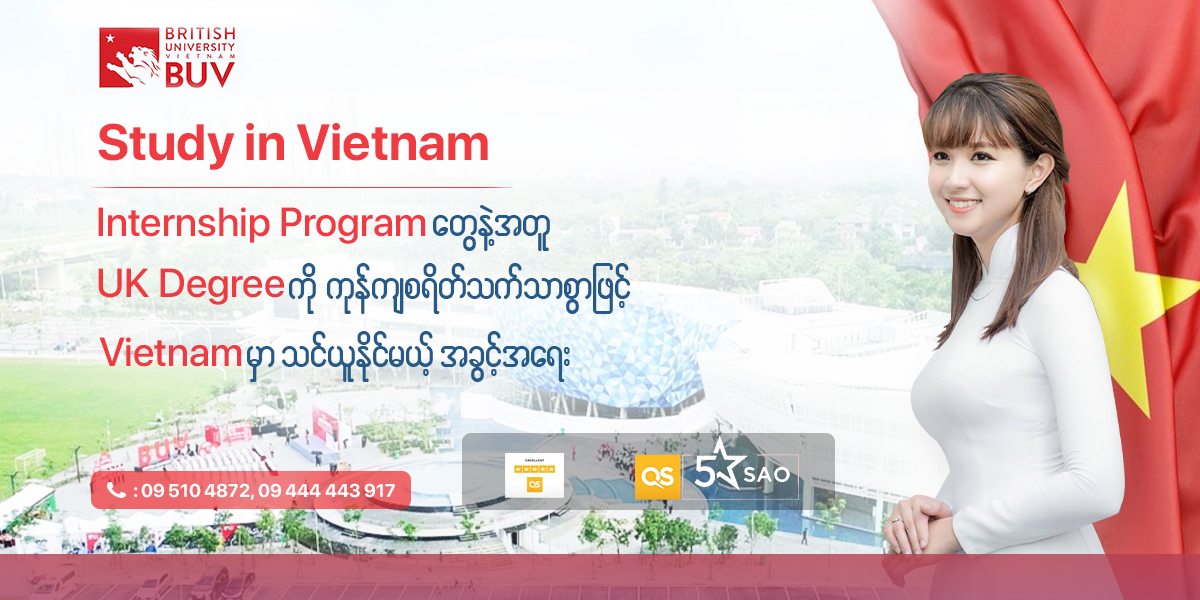 BRITISH
UNIVERSITY
VIETNAM
BUV
Study in Vietnam
Internship Program တွေနဲ့အတူ
UK Degree ကို ကုန်ကျစရိတ်သက်သာစွာဖြင့်
Vietnam မှာ သင်ယူနိုင်မယ့် အခွင့်အရေး
BUV
EXCELLENT
QS
QS
5 SAO
: 09 510 4872, 09 444 443 917